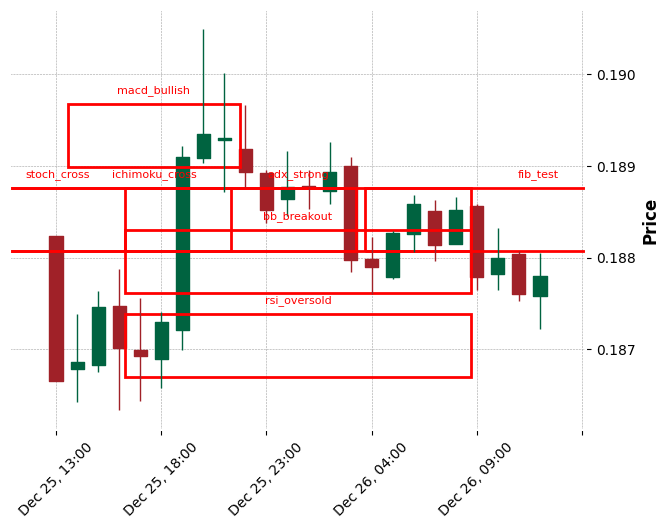 macd_bullish
stoch_cross
ichimoku_cross
adx_strong
fib_test
bb_breakout
rsi_oversold
0.190
0.189
0.188
0.187
Price
Dec 25, 13:00
Dec 25, 18:00
Dec 25, 23:00
Dec 26, 04:00
Dec 26, 09:00